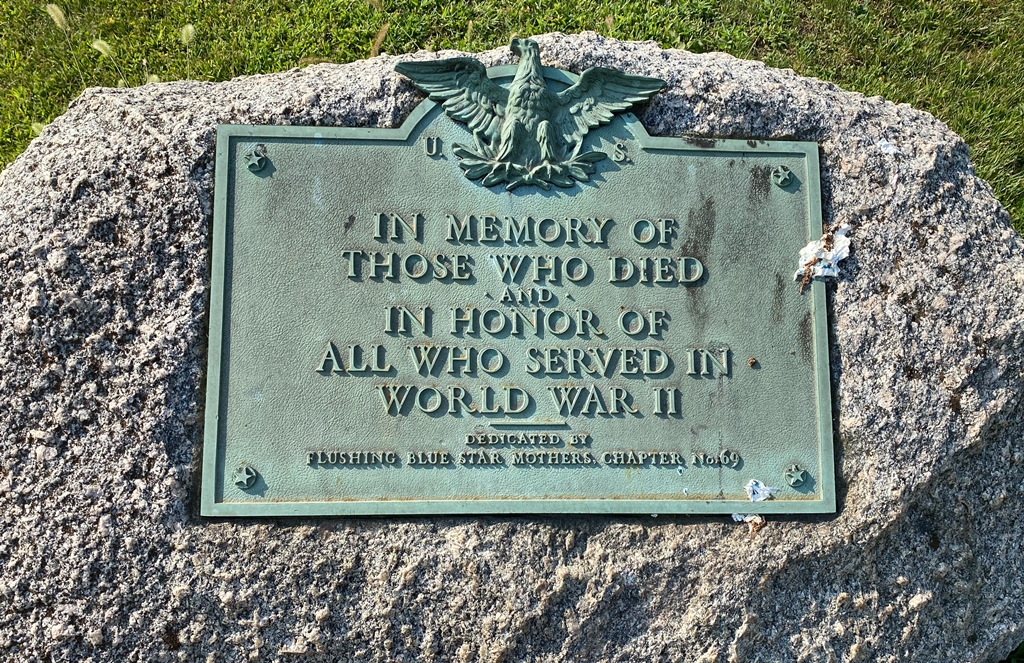 U. S.
IN MEMORY OF
THOSE WHO DIED
· AND ·
IN HONOR OF
ALL WHO SERVED IN
WORLD WAR II
DEDICATED BY
FLUSHING BLUE STAR MOTHERS, CHAPTER No. 69